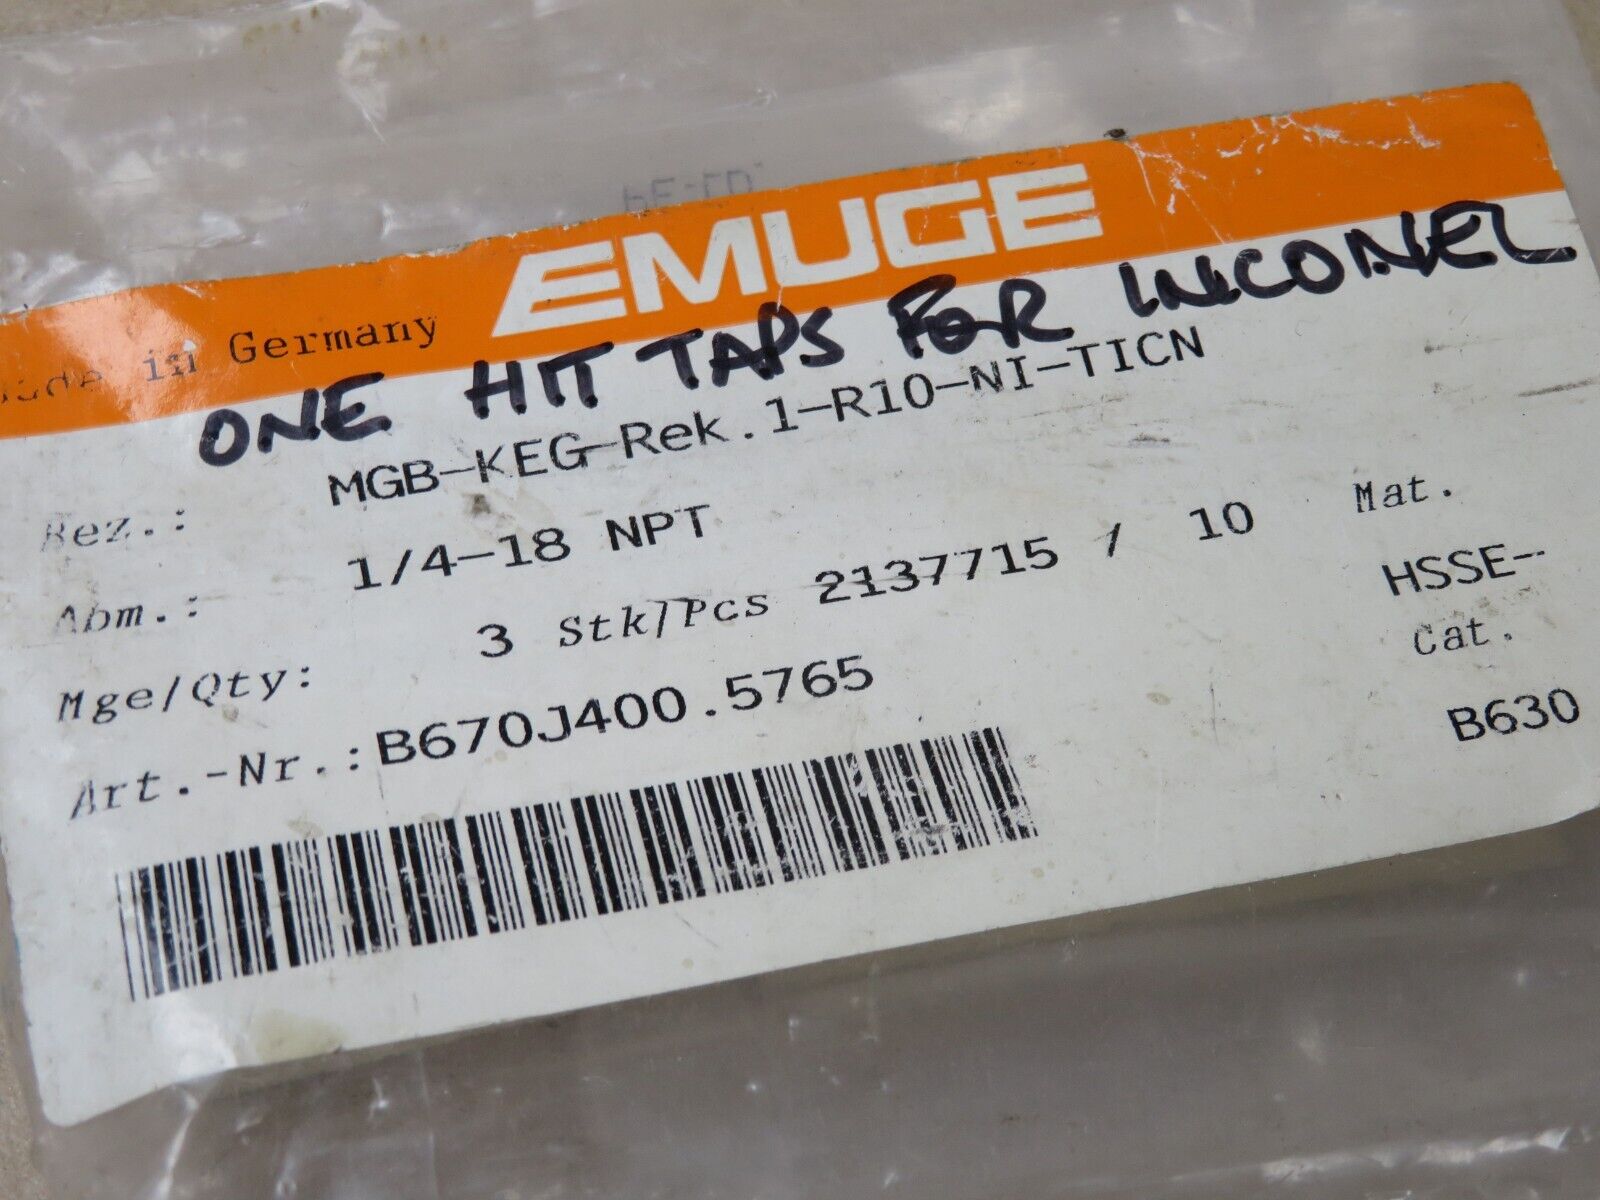 EMUGE
Made in Germany
ONE HIT TAPS FOR INCONEL
Bez.: MGB-KEG-Rek.1-R10-NI-TICN
Abm.: 1/4-18 NPT
Mat.
Mge/Qty: 3 Stk/Pcs 2137715 / 10
HSSE-
Art.-Nr.: B670J400.5765
Cat.
B630